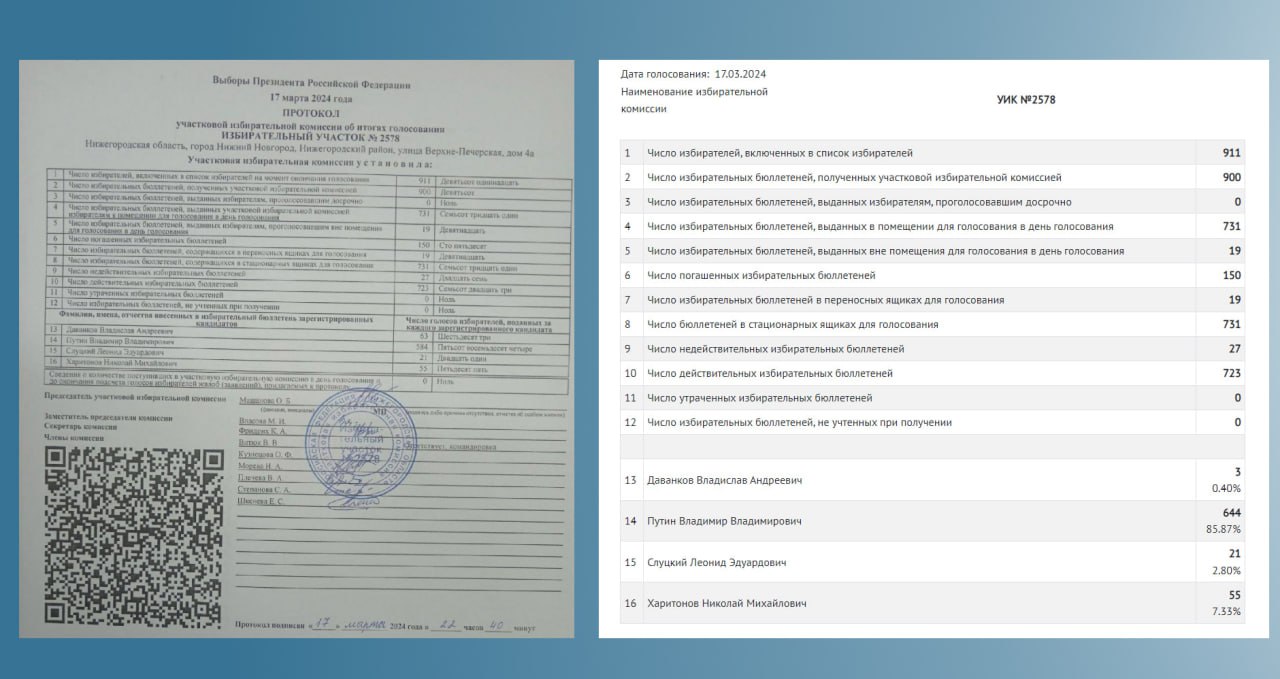 Выборы Президента Российской Федерации
17 марта 2024 года
ПРОТОКОЛ
участковой избирательной комиссии об итогах голосования
ИЗБИРАТЕЛЬНЫЙ УЧАСТОК № 2578
Нижегородская область, город Нижний Новгород, Нижегородский район, улица Верхне-Печерская, дом 4а
Участковая избирательная комиссия установила:
1 Число избирателей, включенных в список избирателей на момент окончания голосования 911 Девятьсот одиннадцать
2 Число избирательных бюллетеней, полученных участковой избирательной комиссией 900 Девятьсот
3 Число избирательных бюллетеней, выданных избирателям, проголосовавшим досрочно 0 Ноль
4 Число избирательных бюллетеней, выданных участковой избирательной комиссией
избирателям в помещении для голосования в день голосования 731 Семьсот тридцать один
5 Число избирательных бюллетеней, выданных избирателям, проголосовавшим вне помещения
для голосования в день голосования 19 Девятнадцать
6 Число погашенных избирательных бюллетеней 150 Сто пятьдесят
7 Число избирательных бюллетеней, содержащихся в переносных ящиках для голосования 19 Девятнадцать
8 Число избирательных бюллетеней, содержащихся в стационарных ящиках для голосования 731 Семьсот тридцать один
9 Число недействительных избирательных бюллетеней 27 Двадцать семь
10 Число действительных избирательных бюллетеней 723 Семьсот двадцать три
11 Число утраченных избирательных бюллетеней 0 Ноль
12 Число избирательных бюллетеней, не учтенных при получении 0 Ноль
Фамилии, имена, отчества внесенных в избирательный бюллетень зарегистрированных
кандидатов
Число голосов избирателей, поданных за
каждого зарегистрированного кандидата
13 Даванков Владислав Андреевич 63 Шестьдесят три
14 Путин Владимир Владимирович 584 Пятьсот восемьдесят четыре
15 Слуцкий Леонид Эдуардович 21 Двадцать один
16 Харитонов Николай Михайлович 55 Пятьдесят пять
Сведения о количестве поступивших в участковую избирательную комиссию в день голосования и
до окончания подсчета голосов избирателей жалоб (заявлений), прилагаемых к протоколу 0 Ноль
Председатель участковой избирательной комиссии
МП
Заместитель председателя комиссии Власова М. И.
Секретарь комиссии
Члены комиссии
Кузнецова О. Ф.
Степанова С. А.
командировка
Протокол подписан «17» марта 2024 года в 22 часов 40 минут
Дата голосования: 17.03.2024
Наименование избирательной
комиссии
УИК №2578
1 Число избирателей, включенных в список избирателей 911
2 Число избирательных бюллетеней, полученных участковой избирательной комиссией 900
3 Число избирательных бюллетеней, выданных избирателям, проголосовавшим досрочно 0
4 Число избирательных бюллетеней, выданных в помещении для голосования в день голосования 731
5 Число избирательных бюллетеней, выданных вне помещения для голосования в день голосования 19
6 Число погашенных избирательных бюллетеней 150
7 Число избирательных бюллетеней в переносных ящиках для голосования 19
8 Число бюллетеней в стационарных ящиках для голосования 731
9 Число недействительных избирательных бюллетеней 27
10 Число действительных избирательных бюллетеней 723
11 Число утраченных избирательных бюллетеней 0
12 Число избирательных бюллетеней, не учтенных при получении 0
13 Даванков Владислав Андреевич 3
0.40%
14 Путин Владимир Владимирович 644
85.87%
15 Слуцкий Леонид Эдуардович 21
2.80%
16 Харитонов Николай Михайлович 55
7.33%